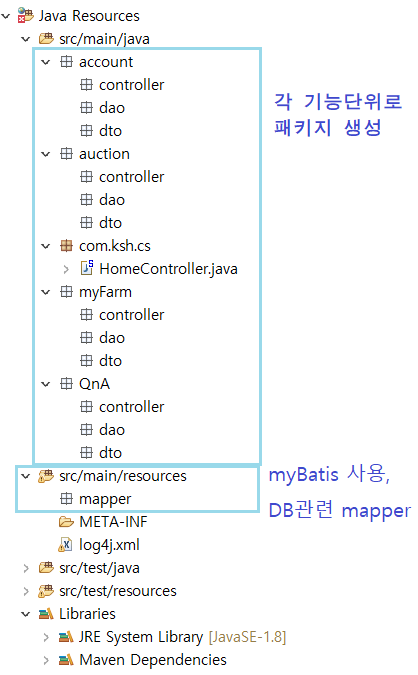 Java Resources
src/main/java
account
controller
dao
dto
auction
controller
dao
dto
com.ksh.cs
HomeController.java
myFarm
controller
dao
dto
QnA
controller
dao
dto
각 기능단위로
패키지 생성
src/main/resources
mapper
META-INF
log4j.xml
myBatis 사용,
DB관련 mapper
src/test/java
src/test/resources
Libraries
JRE System Library [JavaSE-1.8]
Maven Dependencies